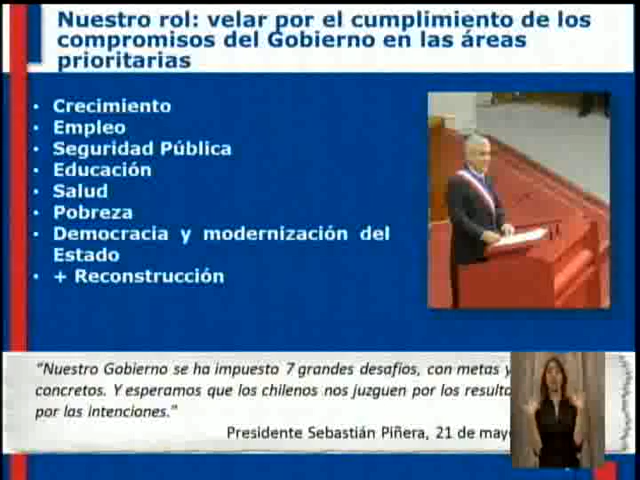 Nuestro rol: velar por el cumplimiento de los
compromisos del Gobierno en las áreas
prioritarias
• Crecimiento
• Empleo
• Seguridad Pública
• Educación
• Salud
• Pobreza
• Democracia y modernización del
Estado
• + Reconstrucción
“Nuestro Gobierno se ha impuesto 7 grandes desafíos, con metas y
concretos. Y esperamos que los chilenos nos juzguen por los
por las intenciones.”
Presidente Sebastián Piñera, 21 de